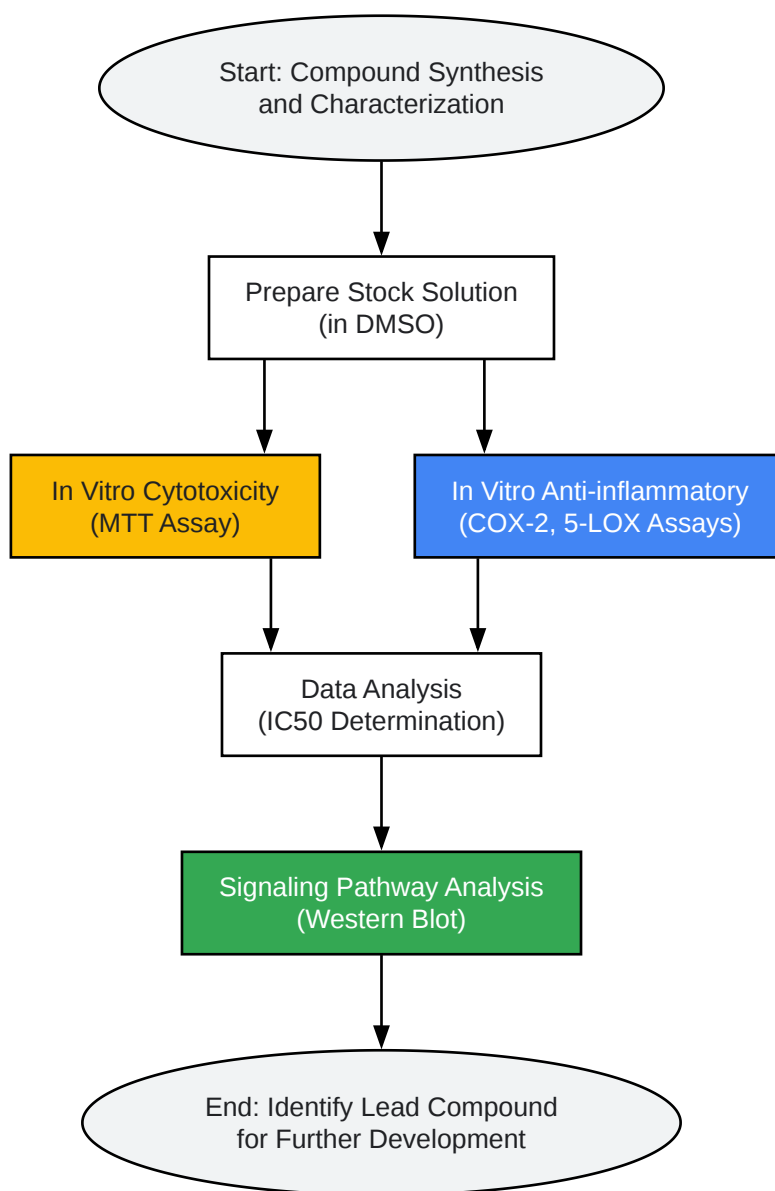 Start: Compound Synthesis
and Characterization
Prepare Stock Solution
(in DMSO)
In Vitro Cytotoxicity
(MTT Assay)
In Vitro Anti-inflammatory
(COX-2, 5-LOX Assays)
Data Analysis
(IC50 Determination)
Signaling Pathway Analysis
(Western Blot)
End: Identify Lead Compound
for Further Development